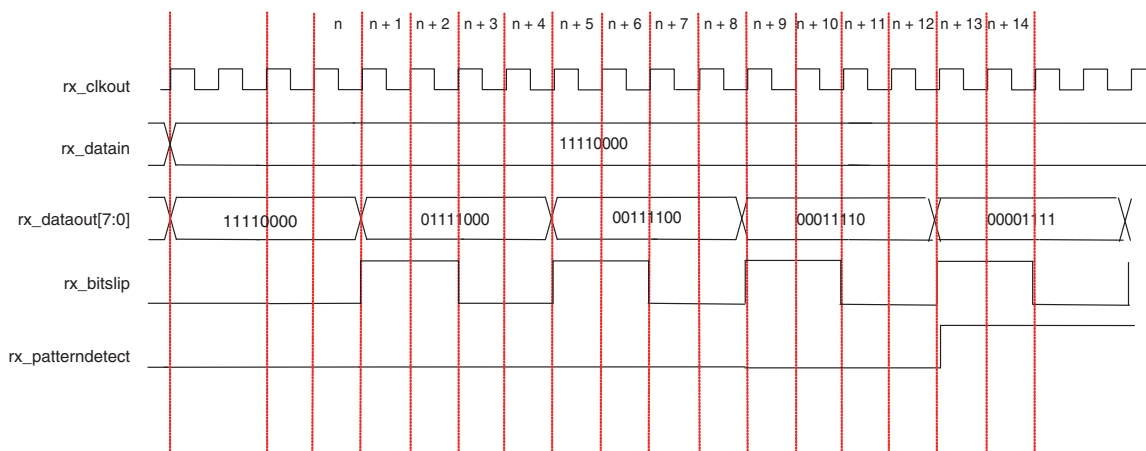 n n + 1 n + 2 n + 3 n + 4 n + 5 n + 6 n + 7 n + 8 n + 9 n + 10 n + 11 n + 12 n + 13 n + 14
rx_clkout
rx_datain 11110000
rx_dataout[7:0] 11110000 01111000 00111100 00011110 00001111
rx_bitslip
rx_patterndetect